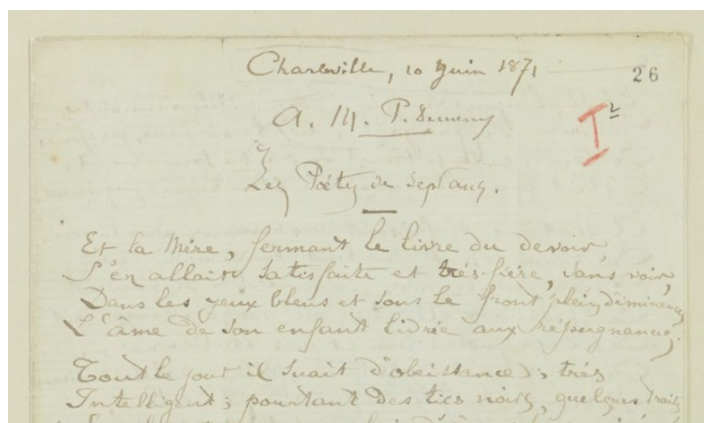 Charleville, 10 Juin 1871
26
A. M. P. Demeny
I
Les Poètes de sept ans.
Et la Mère, fermant le livre du devoir,
S'en allait satisfaite et très-fière, sans voir,
Dans les yeux bleus et sous le front plein d'éminences
L'âme de son enfant livrée aux répugnances.
Tout le jour il suait d'obéissance ; très
Intelligent ; pourtant des tics noirs, quelques traits